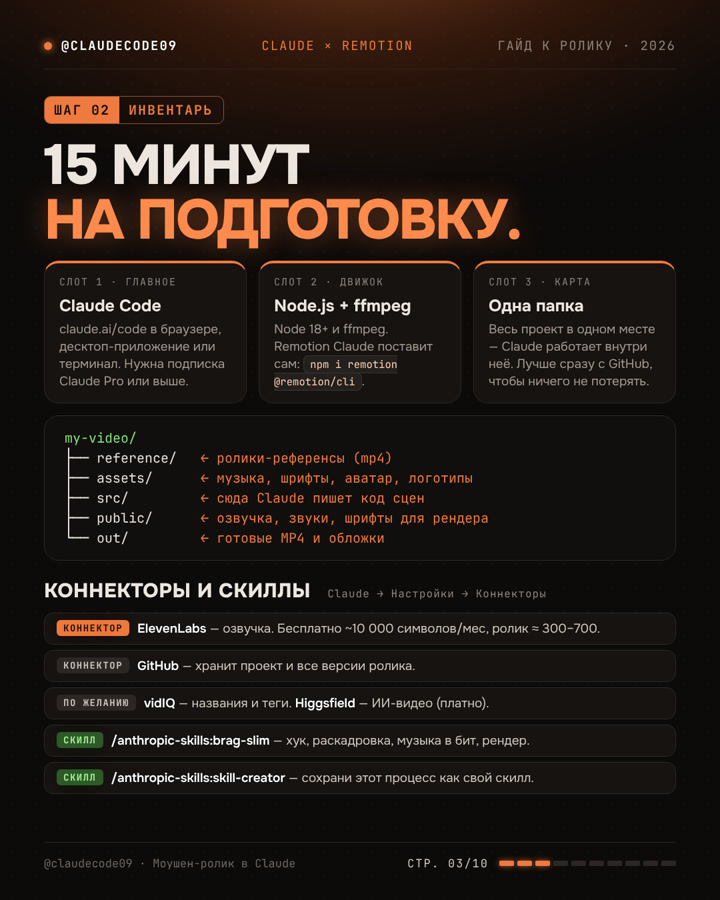 @CLAUDECODE09
CLAUDE × REMOTION
ГАЙД К РОЛИКУ · 2026
ШАГ 02 ИНВЕНТАРЬ
15 МИНУТ
НА ПОДГОТОВКУ.
СЛОТ 1 · ГЛАВНОЕ
Claude Code
claude.ai/code в браузере,
десктоп-приложение или
терминал. Нужна подписка
Claude Pro или выше.
СЛОТ 2 · ДВИЖОК
Node.js + ffmpeg
Node 18+ и ffmpeg.
Remotion Claude поставит
сам: npm i remotion
@remotion/cli.
СЛОТ 3 · КАРТА
Одна папка
Весь проект в одном месте
— Claude работает внутри
неё. Лучше сразу с GitHub,
чтобы ничего не потерять.
my-video/
├── reference/ ← ролики-референсы (mp4)
├── assets/ ← музыка, шрифты, аватар, логотипы
├── src/ ← сюда Claude пишет код сцен
├── public/ ← озвучка, звуки, шрифты для рендера
└── out/ ← готовые MP4 и обложки
КОННЕКТОРЫ И СКИЛЛЫ Claude → Настройки → Коннекторы
КОННЕКТОР ElevenLabs — озвучка. Бесплатно ~10 000 символов/мес, ролик ≈ 300–700.
КОННЕКТОР GitHub — хранит проект и все версии ролика.
ПО ЖЕЛАНИЮ vidIQ — названия и теги. Higgsfield — ИИ-видео (платно).
СКИЛЛ /anthropic-skills:brag-slim — хук, раскадровка, музыка в бит, рендер.
СКИЛЛ /anthropic-skills:skill-creator — сохрани этот процесс как свой скилл.
@claudecode09 · Моушен-ролик в Claude
СТР. 03/10